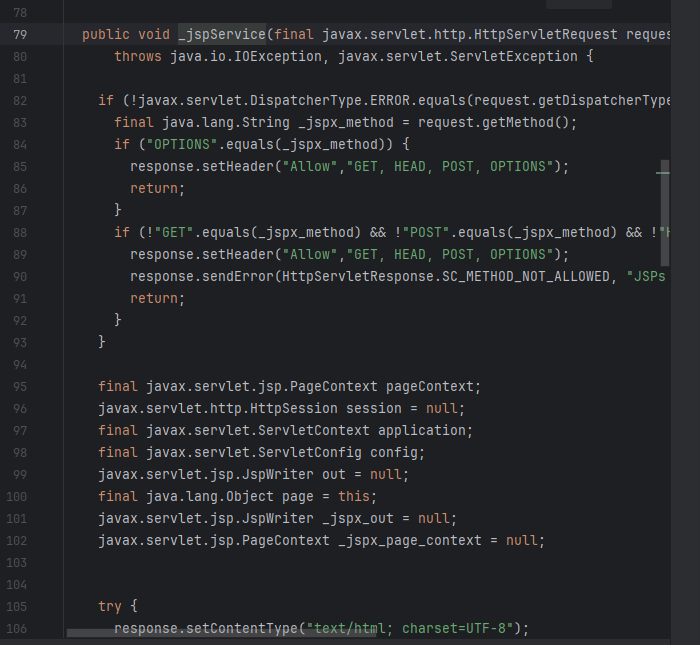 78
79 public void _jspService(final javax.servlet.http.HttpServletRequest reques
80 throws java.io.IOException, javax.servlet.ServletException {
81
82 if (!javax.servlet.DispatcherType.ERROR.equals(request.getDispatcherType
83 final java.lang.String _jspx_method = request.getMethod();
84 if ("OPTIONS".equals(_jspx_method)) {
85 response.setHeader("Allow","GET, HEAD, POST, OPTIONS");
86 return;
87 }
88 if (!"GET".equals(_jspx_method) && !"POST".equals(_jspx_method) && !"H
89 response.setHeader("Allow","GET, HEAD, POST, OPTIONS");
90 response.sendError(HttpServletResponse.SC_METHOD_NOT_ALLOWED, "JSPs
91 return;
92 }
93 }
94
95 final javax.servlet.jsp.PageContext pageContext;
96 javax.servlet.http.HttpSession session = null;
97 final javax.servlet.ServletContext application;
98 final javax.servlet.ServletConfig config;
99 javax.servlet.jsp.JspWriter out = null;
100 final java.lang.Object page = this;
101 javax.servlet.jsp.JspWriter _jspx_out = null;
102 javax.servlet.jsp.PageContext _jspx_page_context = null;
103
104
105 try {
106 response.setContentType("text/html; charset=UTF-8");